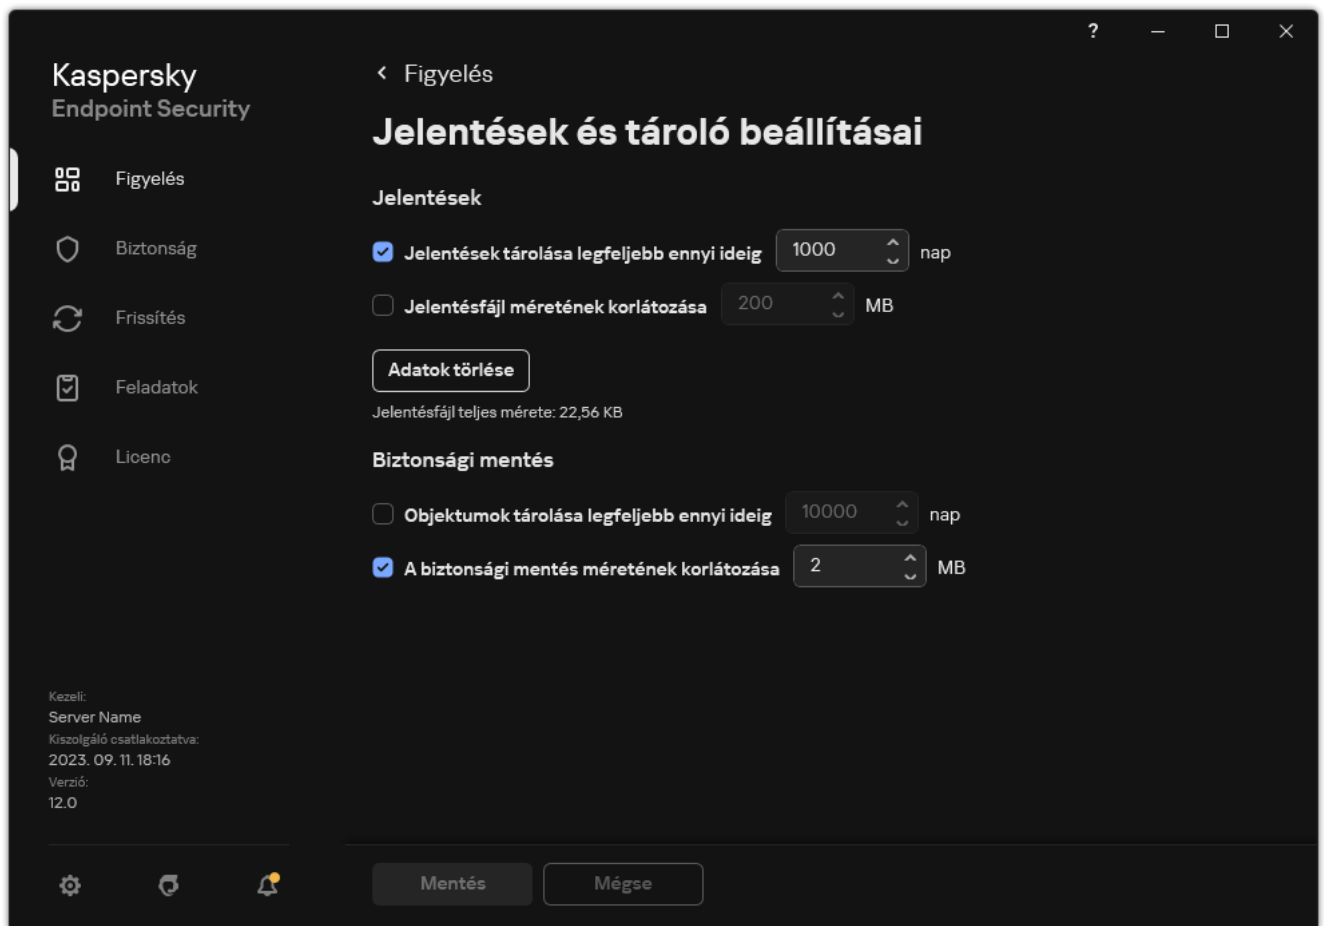 ?
Kaspersky
Endpoint Security
Figyelés
Biztonság
Frissítés
Feladatok
Licenc
Kezeli:
Server Name
Kiszolgáló csatlakoztatva:
2023. 09. 11. 18:16
Verzió:
12.0
Figyelés
Jelentések és tároló beállításai
Jelentések
Jelentések tárolása legfeljebb ennyi ideig 1000 nap
Jelentésfájl méretének korlátozása 200 MB
Adatok törlése
Jelentésfájl teljes mérete: 22,56 KB
Biztonsági mentés
Objektumok tárolása legfeljebb ennyi ideig 10000 nap
A biztonsági mentés méretének korlátozása 2 MB
Mentés Mégse